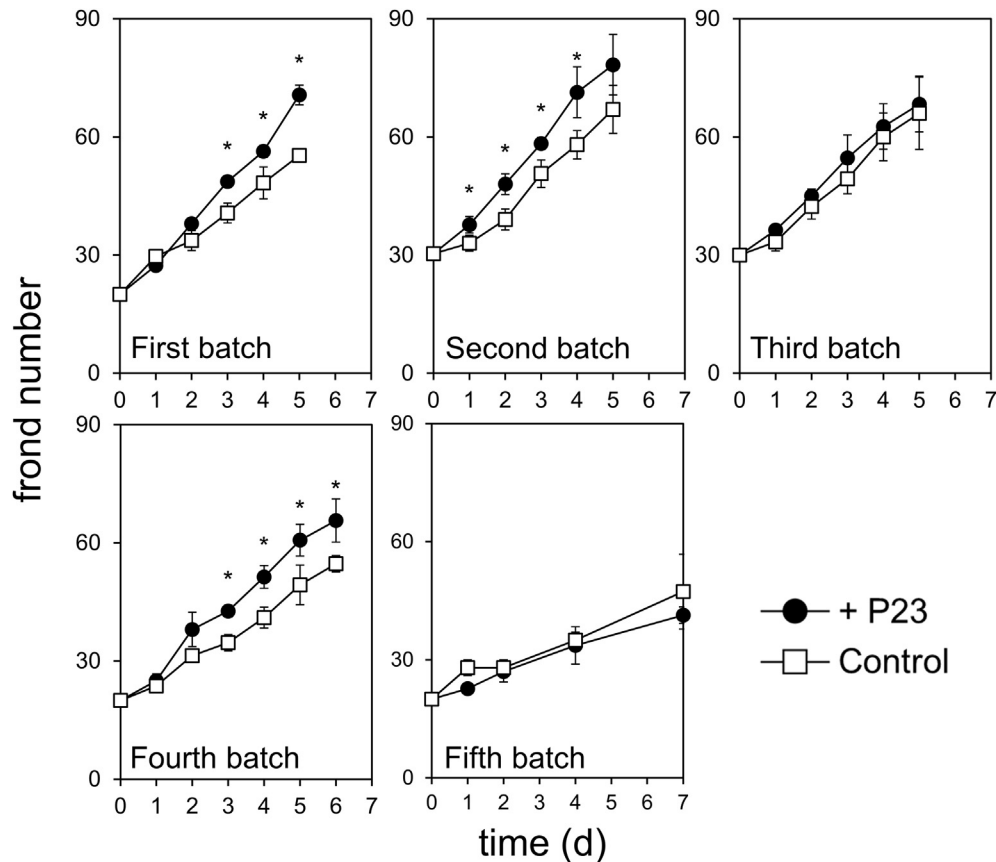 frond number
90
60
30
0
*
*
*
First batch
0 1 2 3 4 5 6 7
90
60
30
0
*
*
*
*
Second batch
0 1 2 3 4 5 6 7
90
60
30
0
Third batch
0 1 2 3 4 5 6 7
90
60
30
0
*
*
*
*
Fourth batch
0 1 2 3 4 5 6 7
90
60
30
0
Fifth batch
0 1 2 3 4 5 6 7
+ P23
Control
time (d)